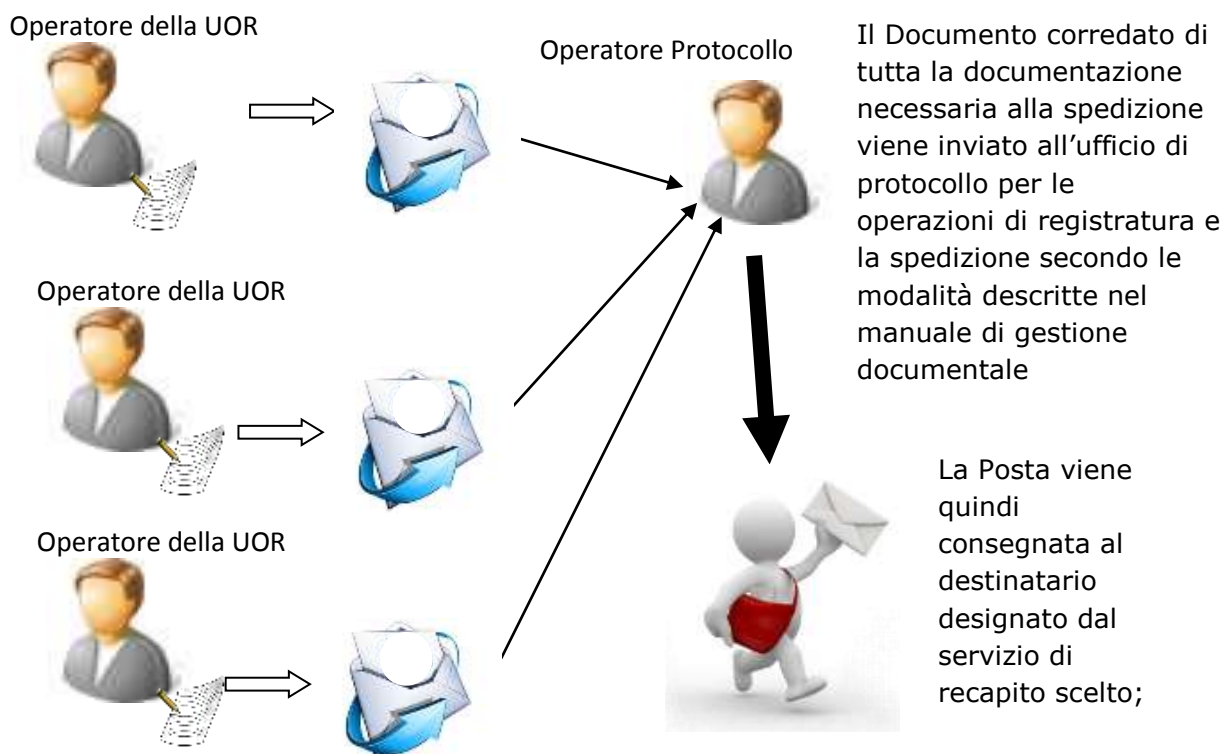 Operatore della UOR
Operatore Protocollo
Il Documento corredato di
tutta la documentazione
necessaria alla spedizione
viene inviato all’ufficio di
protocollo per le
operazioni di registratura e
la spedizione secondo le
modalità descritte nel
manuale di gestione
documentale
Operatore della UOR
La Posta viene
quindi
consegnata al
destinatario
designato dal
servizio di
recapito scelto;
Operatore della UOR